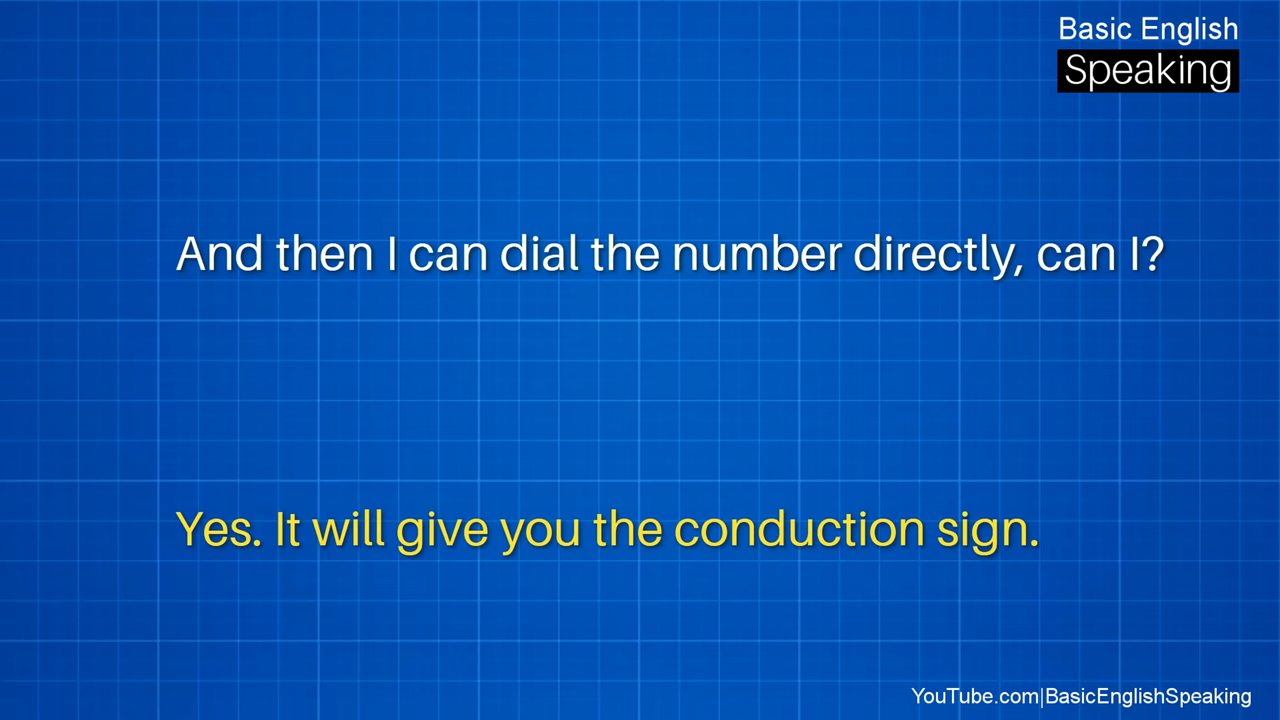 Basic English
Speaking
And then I can dial the number directly, can I?
Yes. It will give you the conduction sign.
YouTube.com|BasicEnglishSpeaking